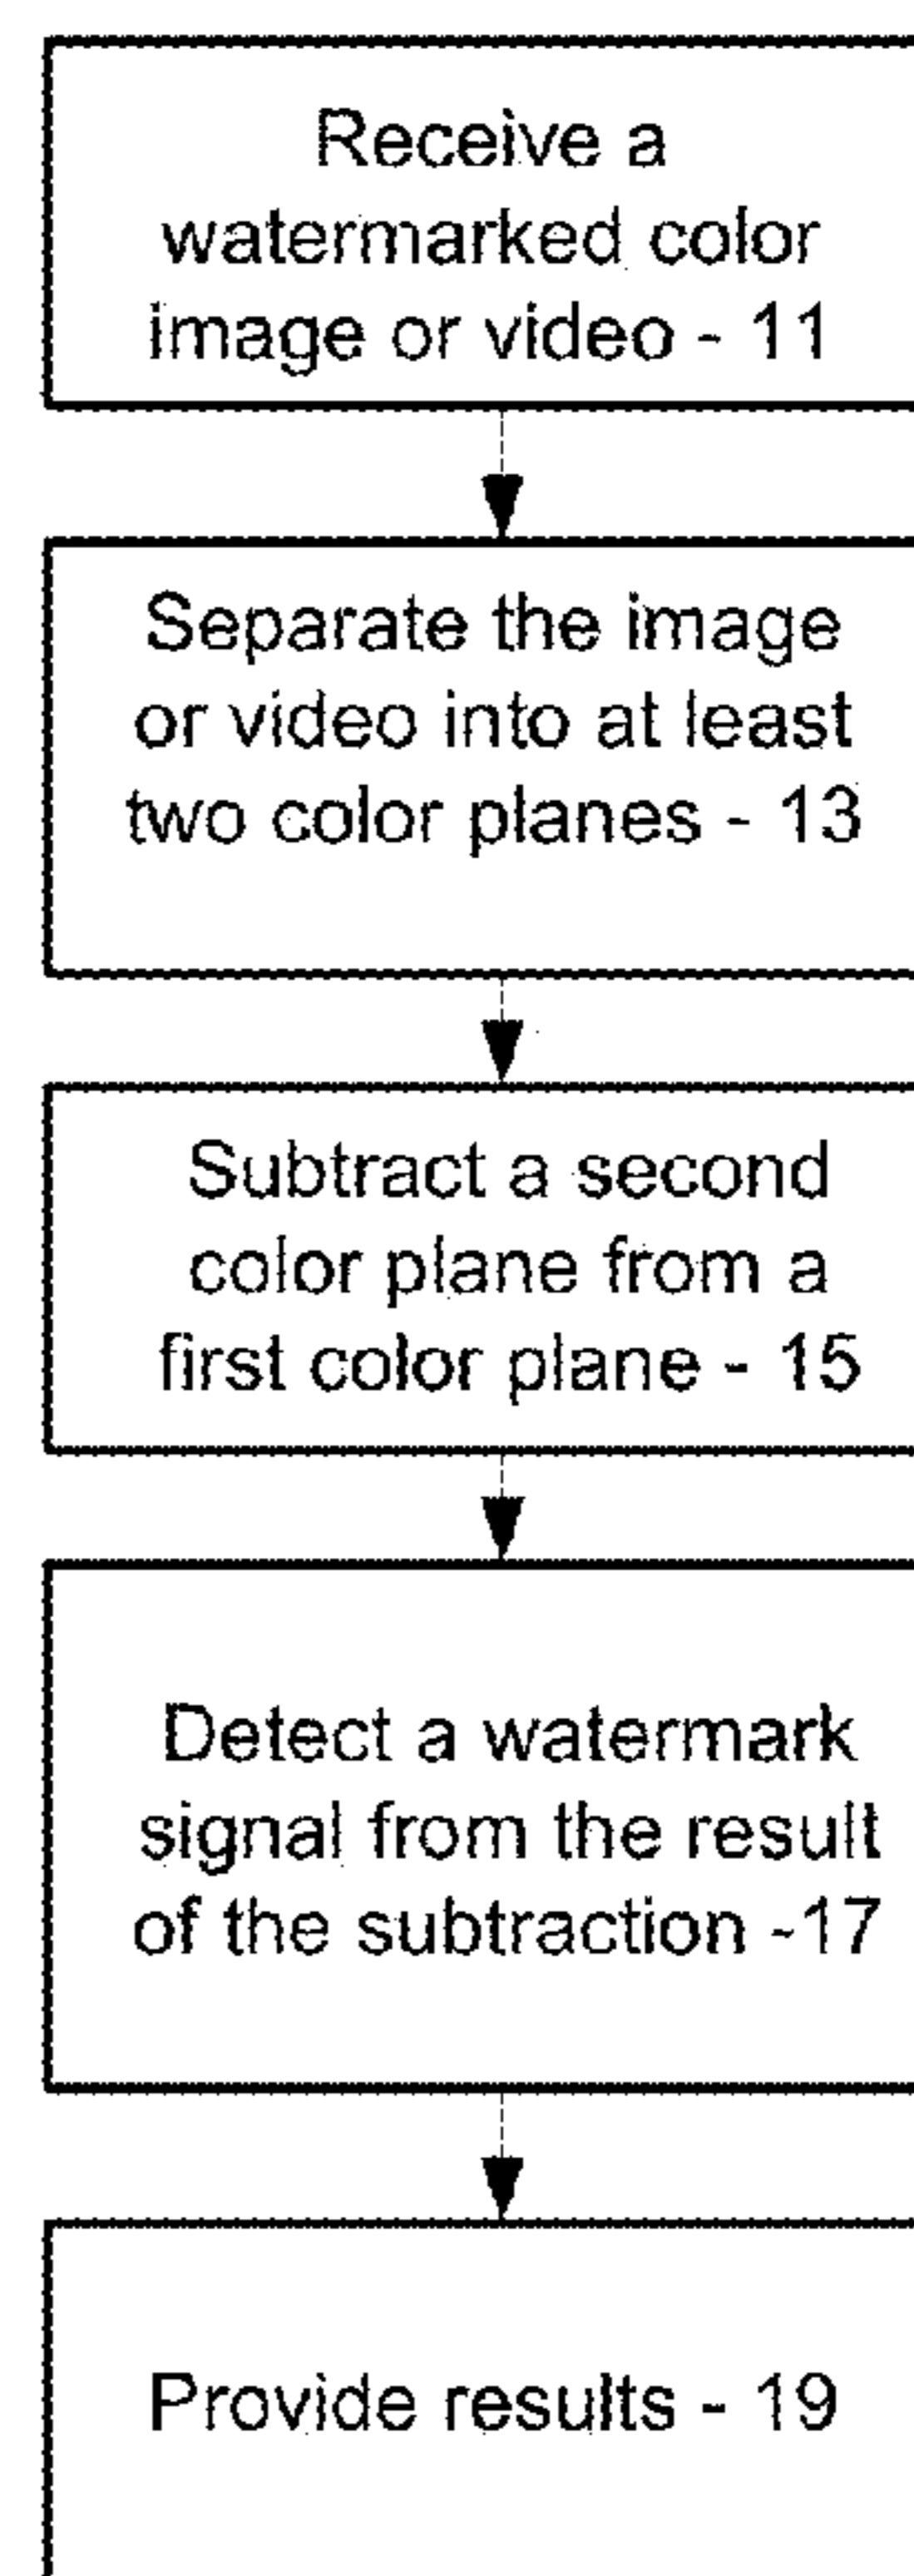 Receive a
watermarked color
image or video - 11
Separate the image
or video into at least
two color planes - 13
Subtract a second
color plane from a
first color plane - 15
Detect a watermark
signal from the result
of the subtraction -17
Provide results - 19